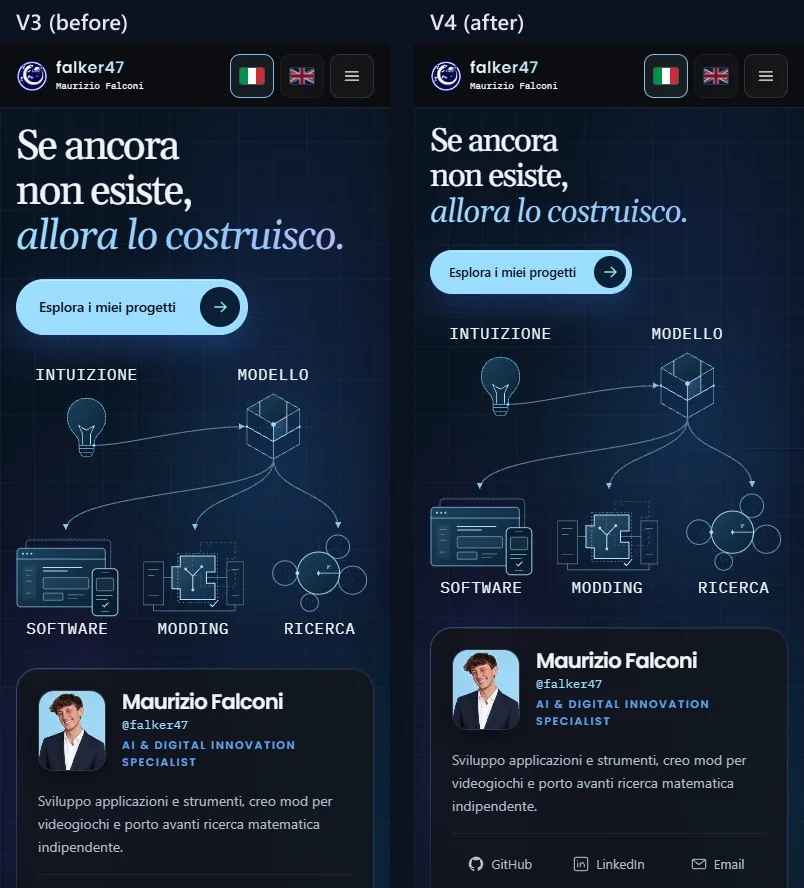 V3 (before)
falker47
Maurizio Falconi
Se ancora
non esiste,
allora lo costruisco.
Esplora i miei progetti
INTUIZIONE
MODELLO
SOFTWARE
MODDING
RICERCA
Maurizio Falconi
@falker47
AI & DIGITAL INNOVATION
SPECIALIST
Sviluppo applicazioni e strumenti, creo mod per
videogiochi e porto avanti ricerca matematica
indipendente.
V4 (after)
falker47
Maurizio Falconi
Se ancora
non esiste,
allora lo costruisco.
Esplora i miei progetti
INTUIZIONE
MODELLO
SOFTWARE
MODDING
RICERCA
Maurizio Falconi
@falker47
AI & DIGITAL INNOVATION
SPECIALIST
Sviluppo applicazioni e strumenti, creo mod per
videogiochi e porto avanti ricerca matematica
indipendente.
GitHub
LinkedIn
Email